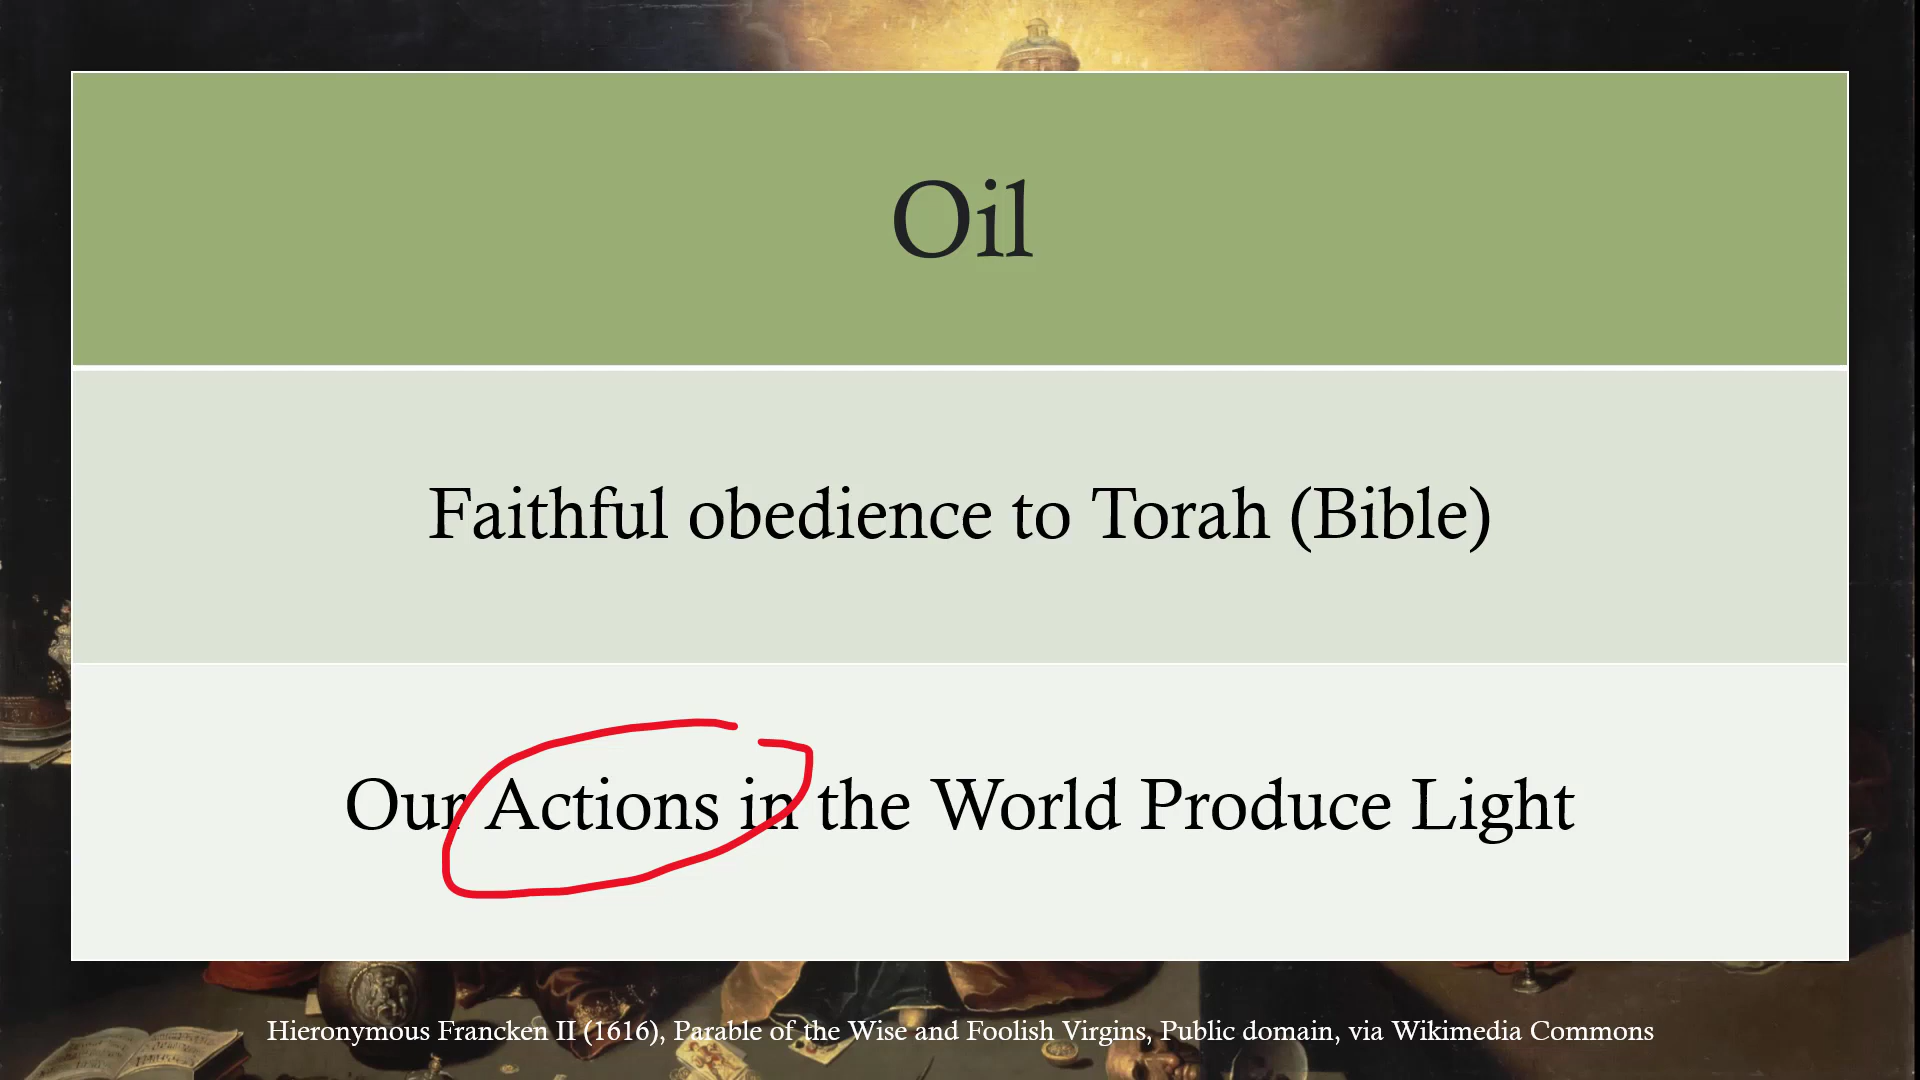 Oil
Faithful obedience to Torah (Bible)
Our Actions in the World Produce Light
Hieronymous Francken II (1616), Parable of the Wise and Foolish Virgins, Public domain, via Wikimedia Commons